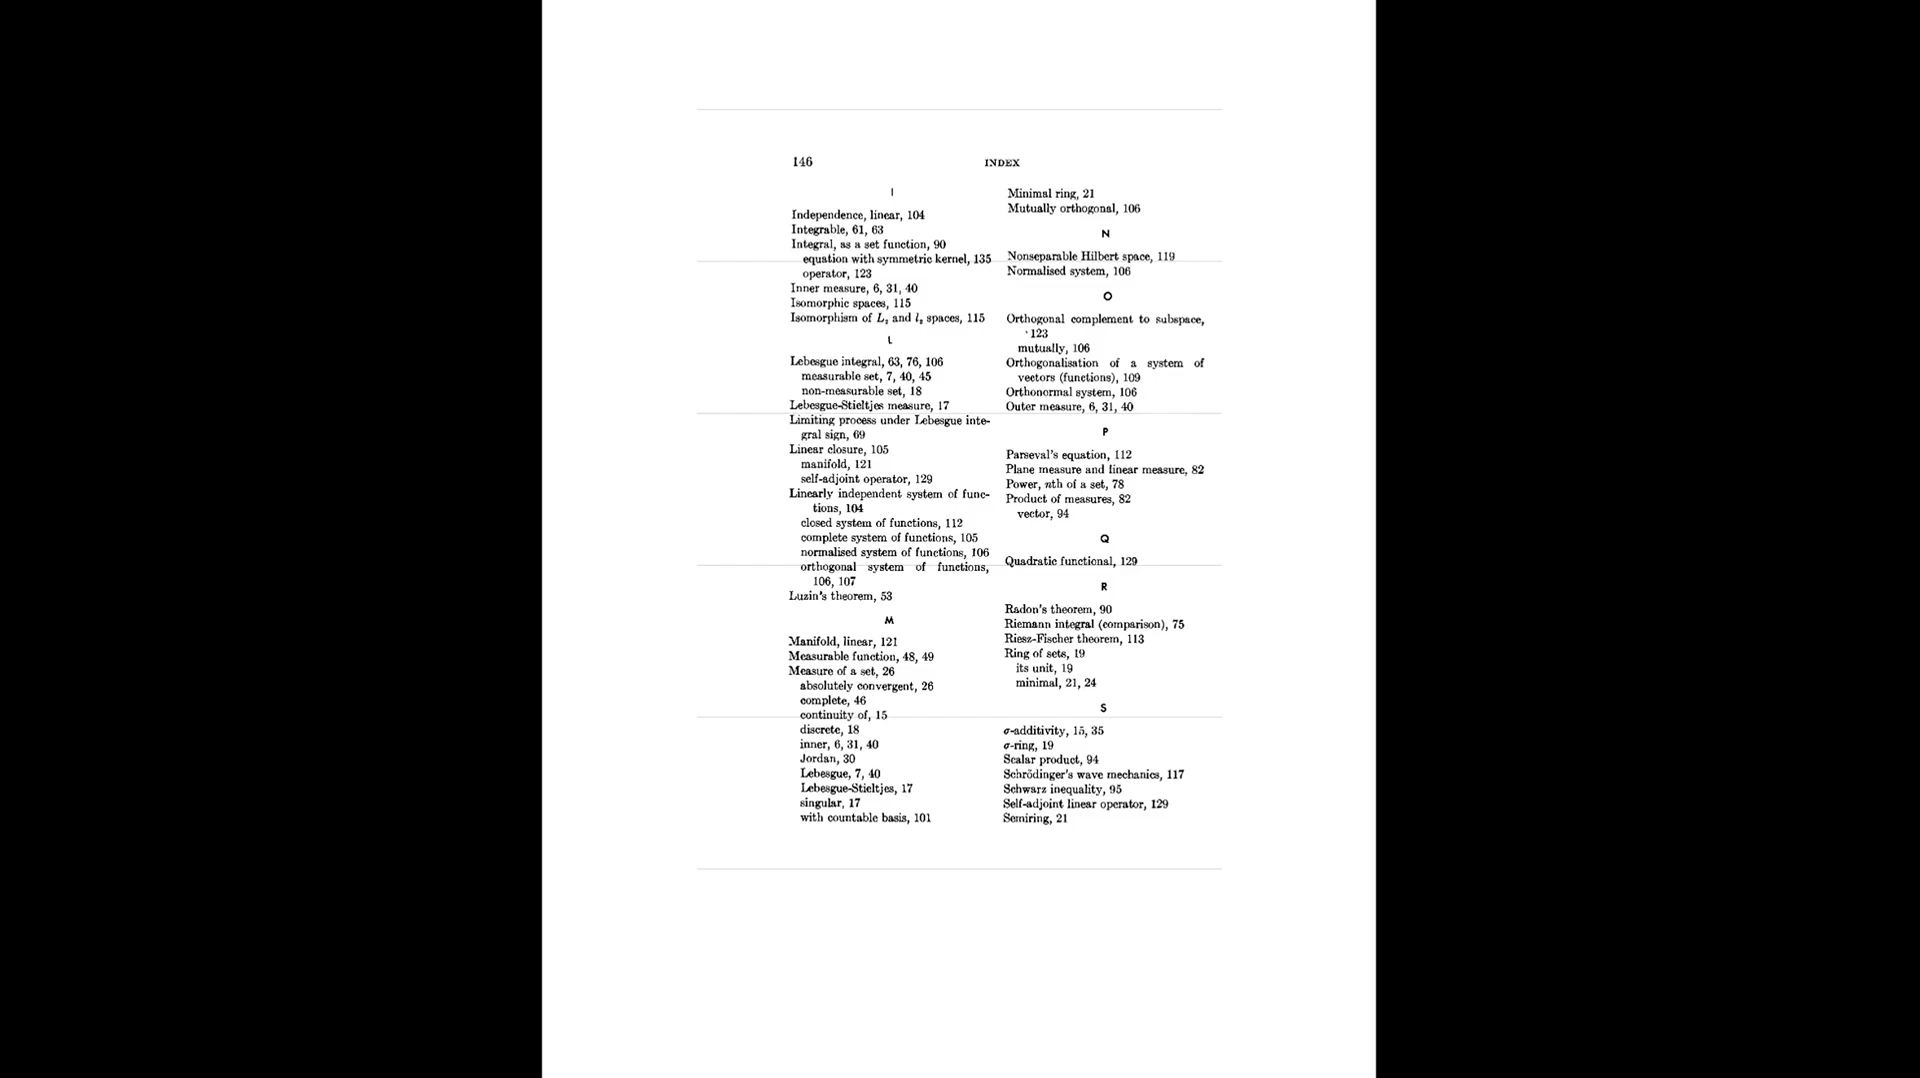 146
INDEX
I
Independence, linear, 104
Integrable, 61, 63
Integral, as a set function, 90
equation with symmetric kernel, 135
operator, 123
Inner measure, 6, 31, 40
Isomorphic spaces, 115
Isomorphism of L₂ and l₂ spaces, 115
L
Lebesgue integral, 63, 76, 106
measurable set, 7, 40, 45
non-measurable set, 18
Lebesgue-Stieltjes measure, 17
Limiting process under Lebesgue inte-
gral sign, 69
Linear closure, 105
manifold, 121
self-adjoint operator, 129
Linearly independent system of func-
tions, 104
closed system of functions, 112
complete system of functions, 105
normalised system of functions, 106
orthogonal system of functions,
106, 107
Luzin's theorem, 53
M
Manifold, linear, 121
Measurable function, 48, 49
Measure of a set, 26
absolutely convergent, 26
complete, 46
continuity of, 15
discrete, 18
inner, 6, 31, 40
Jordan, 30
Lebesgue, 7, 40
Lebesgue-Stieltjes, 17
singular, 17
with countable basis, 101
Minimal ring, 21
Mutually orthogonal, 106
N
Nonseparable Hilbert space, 119
Normalised system, 106
O
Orthogonal complement to subspace,
123
mutually, 106
Orthogonalisation of a system of
vectors (functions), 109
Orthonormal system, 106
Outer measure, 6, 31, 40
P
Parseval's equation, 112
Plane measure and linear measure, 82
Power, nth of a set, 78
Product of measures, 82
vector, 94
Q
Quadratic functional, 129
R
Radon's theorem, 90
Riemann integral (comparison), 75
Riesz-Fischer theorem, 113
Ring of sets, 19
its unit, 19
minimal, 21, 24
S
σ-additivity, 15, 35
σ-ring, 19
Scalar product, 94
Schrödinger's wave mechanics, 117
Schwarz inequality, 95
Self-adjoint linear operator, 129
Semiring, 21